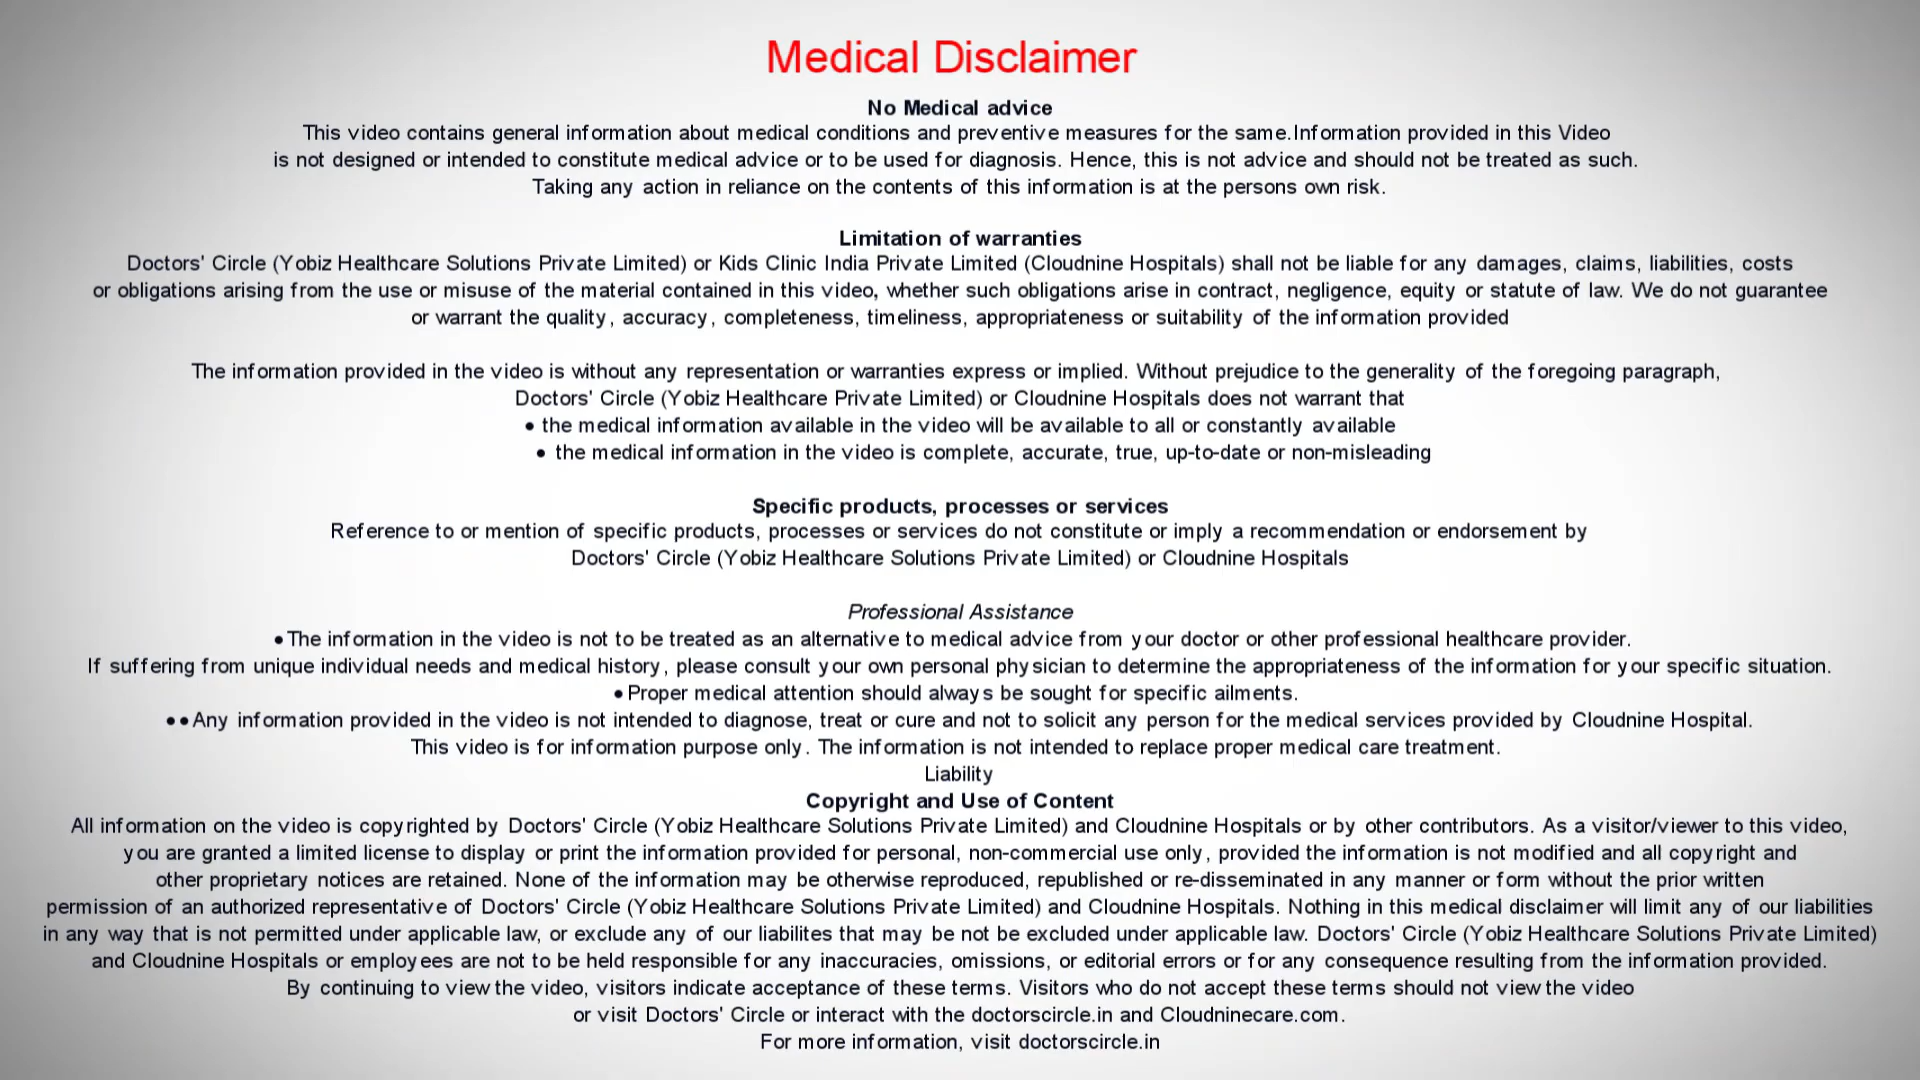 Medical Disclaimer
No Medical advice
This video contains general information about medical conditions and preventive measures for the same.Information provided in this Video
is not designed or intended to constitute medical advice or to be used for diagnosis. Hence, this is not advice and should not be treated as such.
Taking any action in reliance on the contents of this information is at the persons own risk.
Limitation of warranties
Doctors' Circle (Yobiz Healthcare Solutions Private Limited) or Kids Clinic India Private Limited (Cloudnine Hospitals) shall not be liable for any damages, claims, liabilities, costs
or obligations arising from the use or misuse of the material contained in this video, whether such obligations arise in contract, negligence, equity or statute of law. We do not guarantee
or warrant the quality, accuracy, completeness, timeliness, appropriateness or suitability of the information provided
The information provided in the video is without any representation or warranties express or implied. Without prejudice to the generality of the foregoing paragraph,
Doctors' Circle (Yobiz Healthcare Private Limited) or Cloudnine Hospitals does not warrant that
• the medical information available in the video will be available to all or constantly available
• the medical information in the video is complete, accurate, true, up-to-date or non-misleading
Specific products, processes or services
Reference to or mention of specific products, processes or services do not constitute or imply a recommendation or endorsement by
Doctors' Circle (Yobiz Healthcare Solutions Private Limited) or Cloudnine Hospitals
Professional Assistance
•The information in the video is not to be treated as an alternative to medical advice from your doctor or other professional healthcare provider.
If suffering from unique individual needs and medical history, please consult your own personal physician to determine the appropriateness of the information for your specific situation.
•Proper medical attention should always be sought for specific ailments.
••Any information provided in the video is not intended to diagnose, treat or cure and not to solicit any person for the medical services provided by Cloudnine Hospital.
This video is for information purpose only. The information is not intended to replace proper medical care treatment.
Liability
Copyright and Use of Content
All information on the video is copyrighted by Doctors' Circle (Yobiz Healthcare Solutions Private Limited) and Cloudnine Hospitals or by other contributors. As a visitor/viewer to this video,
you are granted a limited license to display or print the information provided for personal, non-commercial use only, provided the information is not modified and all copyright and
other proprietary notices are retained. None of the information may be otherwise reproduced, republished or re-disseminated in any manner or form without the prior written
permission of an authorized representative of Doctors' Circle (Yobiz Healthcare Solutions Private Limited) and Cloudnine Hospitals. Nothing in this medical disclaimer will limit any of our liabilities
in any way that is not permitted under applicable law, or exclude any of our liabilites that may be not be excluded under applicable law. Doctors' Circle (Yobiz Healthcare Solutions Private Limited)
and Cloudnine Hospitals or employees are not to be held responsible for any inaccuracies, omissions, or editorial errors or for any consequence resulting from the information provided.
By continuing to view the video, visitors indicate acceptance of these terms. Visitors who do not accept these terms should not view the video
or visit Doctors' Circle or interact with the doctorscircle.in and Cloudninecare.com.
For more information, visit doctorscircle.in